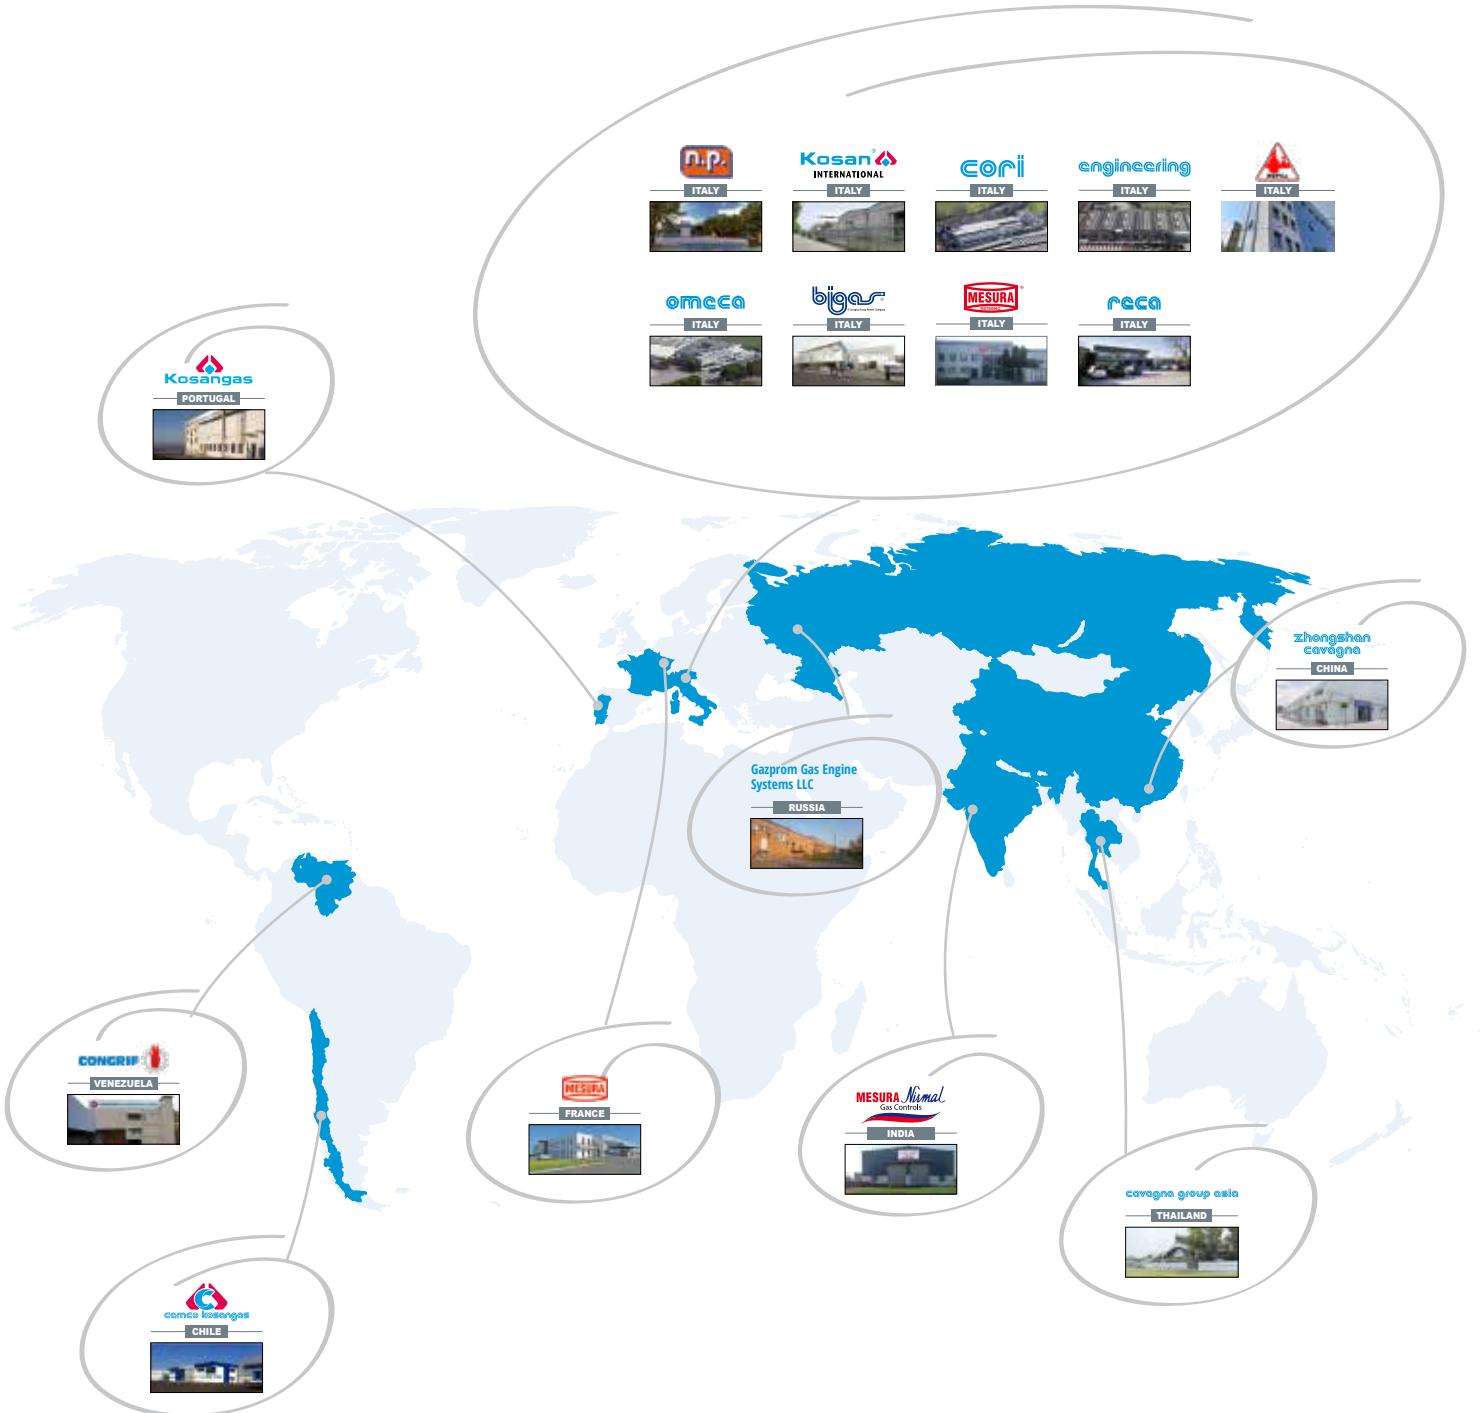 n.p.
ITALY
Kosan®
INTERNATIONAL
ITALY
cori
ITALY
engineering
ITALY
ITALY
omeca
ITALY
bigas
ITALY
MESURA
ITALY
reca
ITALY
Kosangas
PORTUGAL
zhongshan
cavagna
CHINA
Gazprom Gas Engine
Systems LLC
RUSSIA
CONGRIF
VENEZUELA
MESURA
FRANCE
MESURA Nirmal
Gas Controls
INDIA
cavagna group asia
THAILAND
cemco kosangas
CHILE